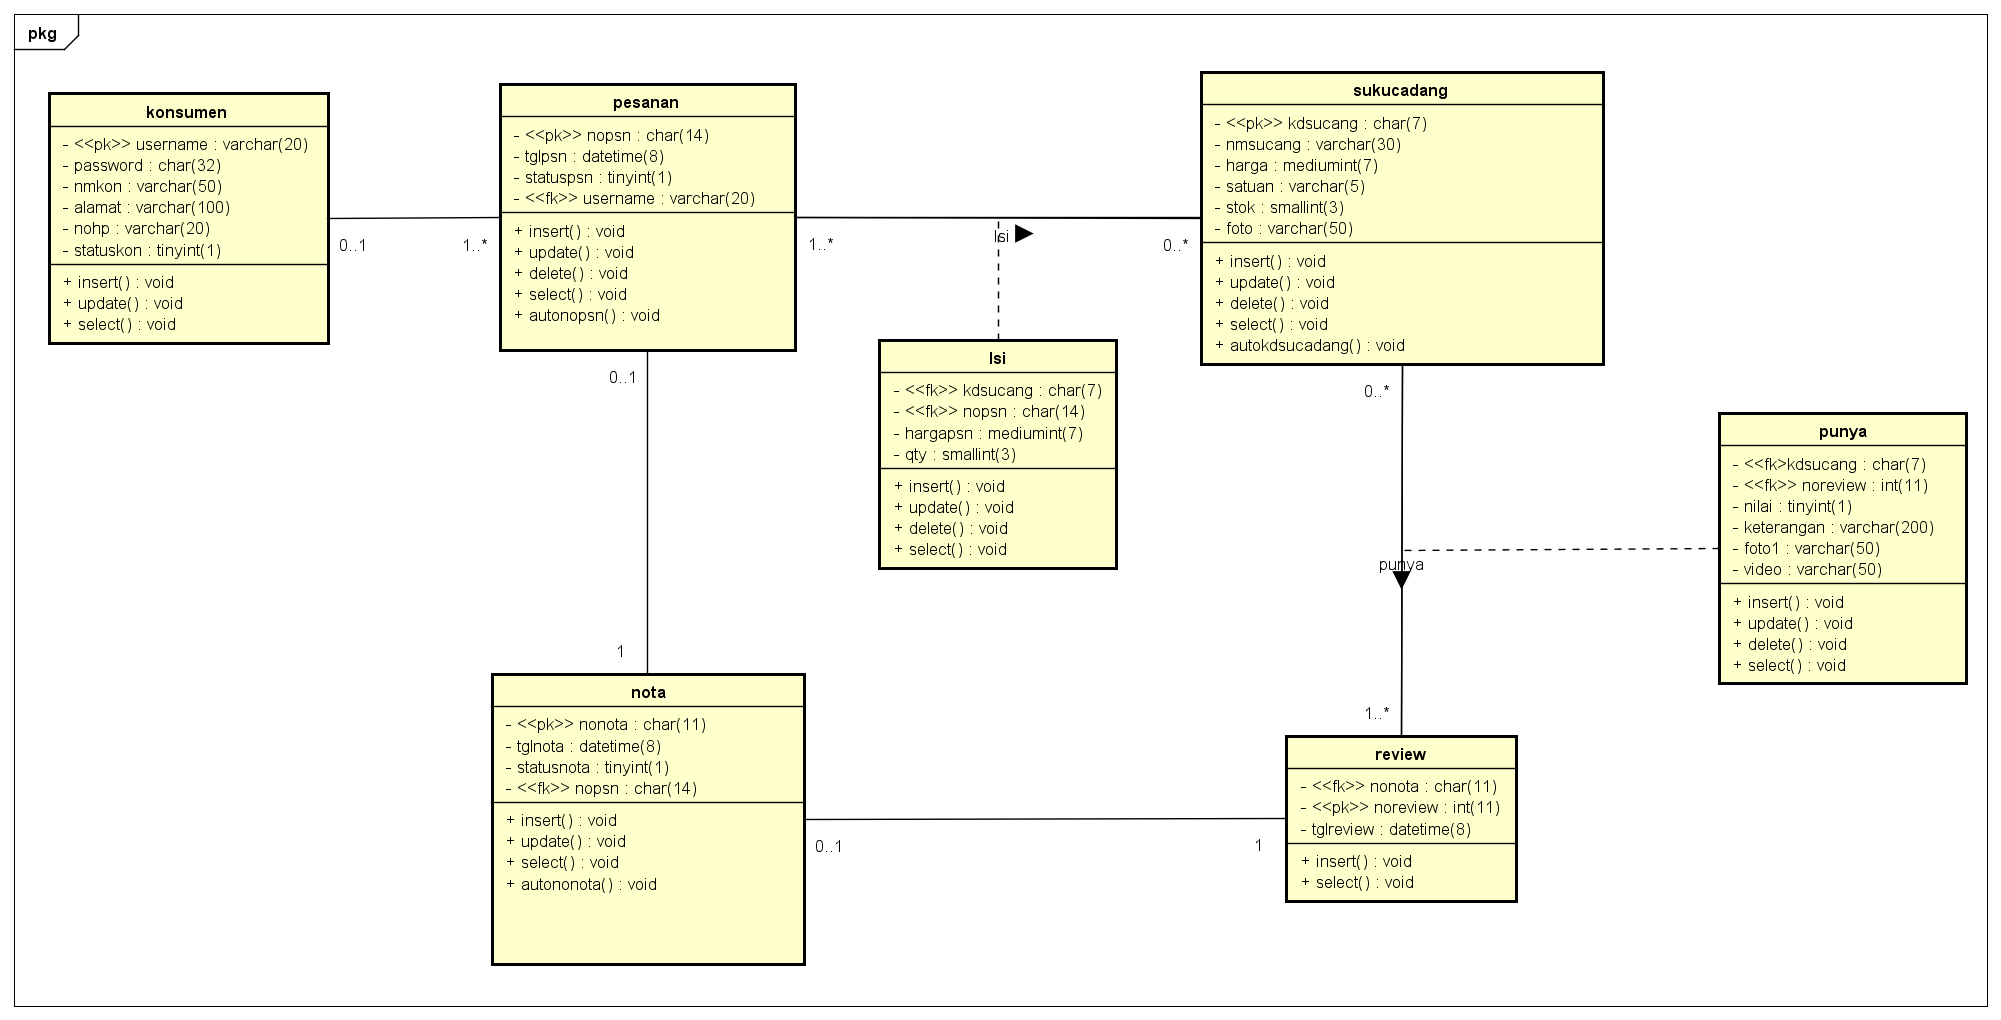 pkg
konsumen
- <<pk>> username : varchar(20)
- password : char(32)
- nmkon : varchar(50)
- alamat : varchar(100)
- nohp : varchar(20)
- statuskon : tinyint(1)
+ insert() : void
+ update() : void
+ select() : void
0..1
1..*
pesanan
- <<pk>> nopsn : char(14)
- tglpsn : datetime(8)
- statuspsn : tinyint(1)
- <<fk>> username : varchar(20)
+ insert() : void
+ update() : void
+ delete() : void
+ select() : void
+ autonopsn() : void
1..*
Isi
0..*
sukucadang
- <<pk>> kdsucang : char(7)
- nmsucang : varchar(30)
- harga : mediumint(7)
- satuan : varchar(5)
- stok : smallint(3)
- foto : varchar(50)
+ insert() : void
+ update() : void
+ delete() : void
+ select() : void
+ autokdsucadang() : void
Isi
- <<fk>> kdsucang : char(7)
- <<fk>> nopsn : char(14)
- hargapsn : mediumint(7)
- qty : smallint(3)
+ insert() : void
+ update() : void
+ delete() : void
+ select() : void
0..1
1
0..*
punya
1..*
punya
- <<fk>kdsucang : char(7)
- <<fk>> noreview : int(11)
- nilai : tinyint(1)
- keterangan : varchar(200)
- foto1 : varchar(50)
- video : varchar(50)
+ insert() : void
+ update() : void
+ delete() : void
+ select() : void
nota
- <<pk>> nonota : char(11)
- tglnota : datetime(8)
- statusnota : tinyint(1)
- <<fk>> nopsn : char(14)
+ insert() : void
+ update() : void
+ select() : void
+ autononota() : void
0..1
1
review
- <<fk>> nonota : char(11)
- <<pk>> noreview : int(11)
- tglreview : datetime(8)
+ insert() : void
+ select() : void